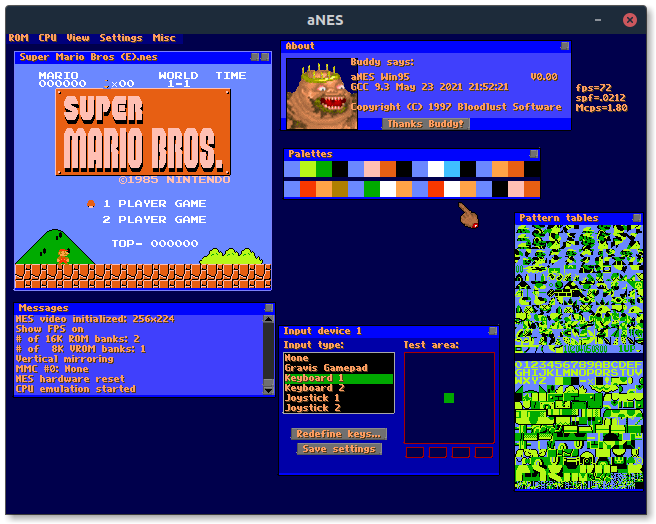 aNES
ROM CPU View Settings Misc
Super Mario Bros (E).nes
MARIO WORLD TIME
000000 x00 1-1
SUPER
MARIO BROS.
©1985 NINTENDO
1 PLAYER GAME
2 PLAYER GAME
TOP- 000000
About
Buddy says:
aNES Win95 V0.00
GCC 9.3 May 23 2021 21:52:21
Copyright (C) 1997 Bloodlust Software
Thanks Buddy?
fps=72
spf=.0212
Mcps=1.80
Palettes
Pattern tables
0123456789ABCDEF
GHIJKLMNOPQRSTUV
WXYZ
Messages
NES video initialized: 256x224
Show FPS on
# of 16K ROM banks: 2
# of 8K VROM banks: 1
Vertical mirroring
MMC #0: None
NES hardware reset
CPU emulation started
Input device 1
Input type: Test area:
None
Gravis Gamepad
Keyboard 1
Keyboard 2
Joystick 1
Joystick 2
Redefine keys...
Save settings